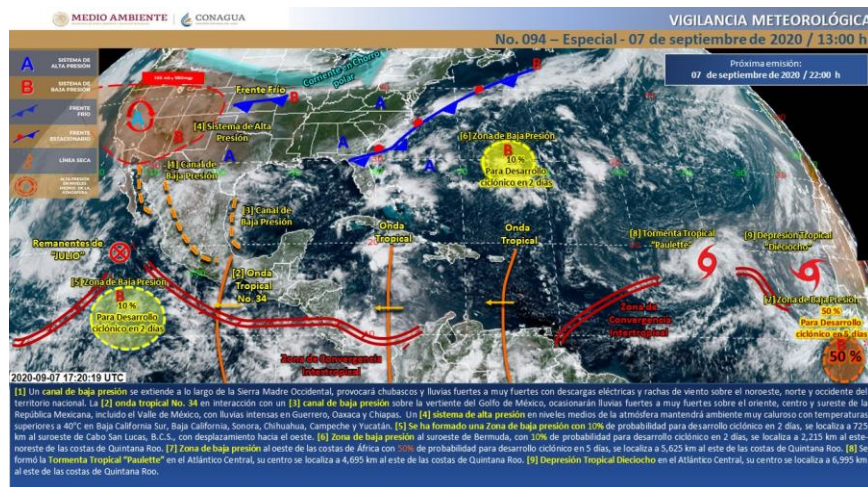 MEDIO AMBIENTE
CONAGUA
VIGILANCIA METEOROLÓGICA
No. 094 – Especial - 07 de septiembre de 2020 / 13:00 h
Próxima emisión:
07 de septiembre de 2020 / 22:00 h
A SISTEMA DE
ALTA PRESIÓN
B SISTEMA DE
BAJA PRESIÓN
FRENTE
FRÍO
FRENTE
ESTACIONARIO
LÍNEA SECA
ALTA PRESIÓN
EN NIVELES
MEDIOS DE LA
ATMÓSFERA
A
B
Frente Frío
B
Corriente en Chorro
polar
B
A
[4] Sistema de Alta
Presión
A
A
A
[1] Canal de
Baja Presión
[3] Canal de
Baja Presión
[6] Zona de Baja Presión
B
10 %
Para Desarrollo
ciclónico en 2 días
Remanentes de
"JULIO"
[5] Zona de Baja Presión
B
10 %
Para Desarrollo
ciclónico en 2 días
[2] Onda
Tropical
No. 34
Onda
Tropical
Onda
Tropical
[8] Tormenta Tropical
"Paulette"
[9] Depresión Tropical
"Dieciocho"
[7] Zona de Baja Presión
50 %
Para Desarrollo
ciclónico en 5 días
B
50 %
Zona de
Convergencia
Intertropical
Zona de Convergencia
Intertropical
2020-09-07 17:20:19 UTC
[1] Un canal de baja presión se extiende a lo largo de la Sierra Madre Occidental, provocará chubascos y lluvias fuertes a muy fuertes con descargas eléctricas y rachas de viento sobre el noroeste, norte y occidente del
territorio nacional. La [2] onda tropical No. 34 en interacción con un [3] canal de baja presión sobre la vertiente del Golfo de México, ocasionarán lluvias fuertes a muy fuertes sobre el oriente, centro y sureste de la
República Mexicana, incluido el Valle de México, con lluvias intensas en Guerrero, Oaxaca y Chiapas. Un [4] sistema de alta presión en niveles medios de la atmósfera mantendrá ambiente muy caluroso con temperaturas
superiores a 40°C en Baja California Sur, Baja California, Sonora, Chihuahua, Campeche y Yucatán. [5] Se ha formado una Zona de baja presión con 10% de probabilidad para desarrollo ciclónico en 2 días, se localiza a 725
km al suroeste de Cabo San Lucas, B.C.S., con desplazamiento hacia el oeste. [6] Zona de baja presión al suroeste de Bermuda, con 10% de probabilidad para desarrollo ciclónico en 2 días, se localiza a 2,215 km al este-
noreste de las costas de Quintana Roo. [7] Zona de baja presión al oeste de las costas de África con 50% de probabilidad para desarrollo ciclónico en 5 días, se localiza a 5,625 km al este de las costas de Quintana Roo. [8] Se
formó la Tormenta Tropical "Paulette" en el Atlántico Central, su centro se localiza a 4,695 km al este de las costas de Quintana Roo. [9] Depresión Tropical Dieciocho en el Atlántico Central, su centro se localiza a 6,995 km
al este de las costas de Quintana Roo.